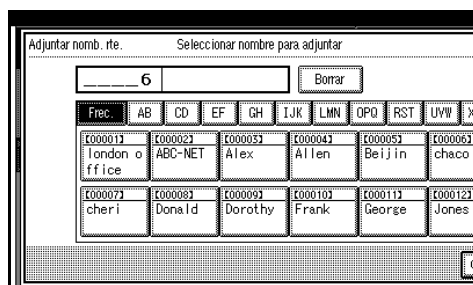 Adjuntar nomb. rte. Seleccionar nombre para adjuntar
_____6 Borrar
Frec. AB CD EF GH IJK LMN OPQ RST UVW X
[00001] [00002] [00003] [00004] [00005] [00006]
london o ABC-NET Alex Allen Beijin chaco
ffice
[00007] [00008] [00009] [00010] [00011] [00012]
cheri Donald Dorothy Frank George Jones